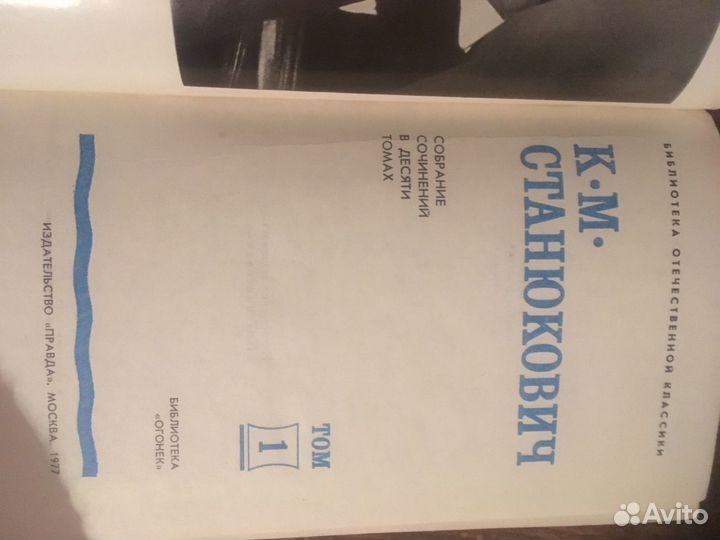 БИБЛИОТЕКА ОТЕЧЕСТВЕННОЙ КЛАССИКИ
К·М·
СТАНЮКОВИЧ
СОБРАНИЕ
СОЧИНЕНИЙ
В ДЕСЯТИ
ТОМАХ
ТОМ
1
БИБЛИОТЕКА
«ОГОНЕК»
ИЗДАТЕЛЬСТВО «ПРАВДА», МОСКВА. 1977
Avito